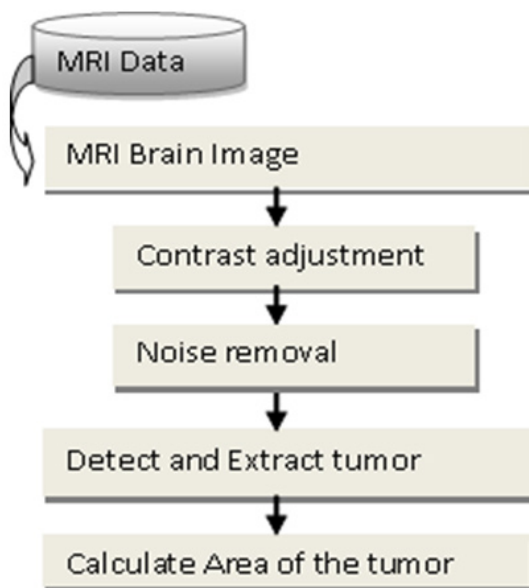 MRI Data
MRI Brain Image
Contrast adjustment
Noise removal
Detect and Extract tumor
Calculate Area of the tumor